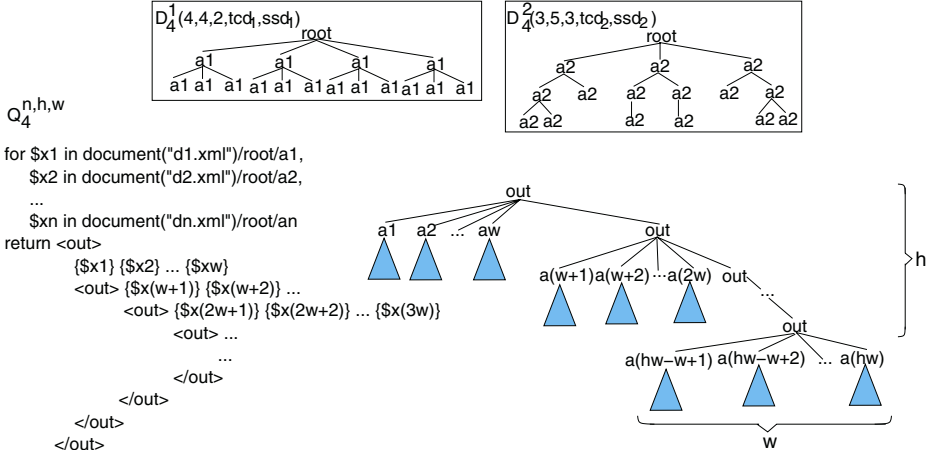 D₄¹(4,4,2,tcd₁,ssd₁)
root
a1 a1 a1 a1
a1 a1 a1 a1 a1 a1 a1 a1 a1 a1 a1 a1
D₄²(3,5,3,tcd₂,ssd₂)
root
a2 a2 a2
a2 a2 a2 a2 a2 a2
a2 a2 a2 a2 a2 a2
Q₄ⁿ,ʰ,ʷ
for $x1 in document("d1.xml")/root/a1,
$x2 in document("d2.xml")/root/a2,
...
$xn in document("dn.xml")/root/an
return <out>
{$x1} {$x2} ... {$xw}
<out> {$x(w+1)} {$x(w+2)} ...
<out> {$x(2w+1)} {$x(2w+2)} ... {$x(3w)}
<out> ...
...
</out>
</out>
</out>
</out>
out
a1 a2 ... aw out
a(w+1) a(w+2) ... a(2w) out
...
out
a(hw−w+1) a(hw−w+2) ... a(hw)
h
w